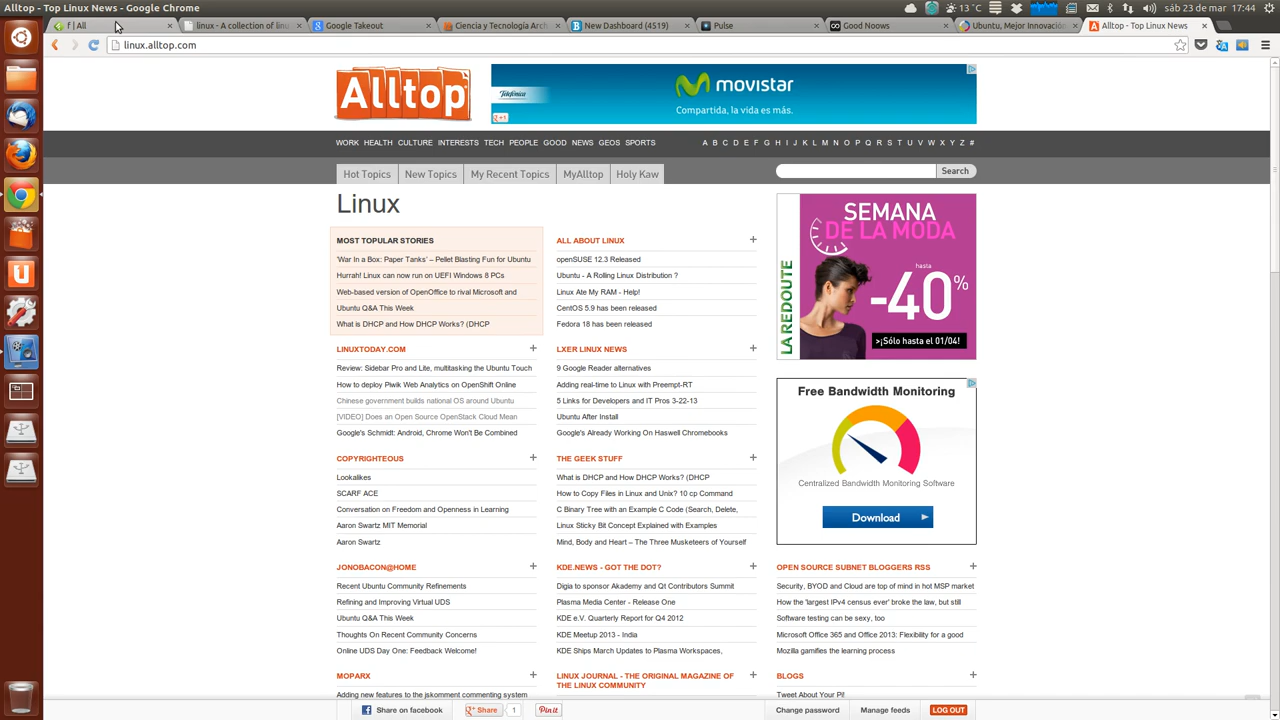 Alltop - Top Linux News - Google Chrome
13 °C
sáb 23 de mar 17:44
f | All
linux - A collection of linu
Google Takeout
Ciencia y Tecnología Arch
New Dashboard (4519)
Pulse
Good Noows
Ubuntu, Mejor Innovación
Alltop - Top Linux News
linux.alltop.com
Alltop
Telefónica
movistar
Compartida, la vida es más.
+1
WORK HEALTH CULTURE INTERESTS TECH PEOPLE GOOD NEWS GEOS SPORTS
A B C D E F G H I J K L M N O P Q R S T U V W X Y Z #
Hot Topics
New Topics
My Recent Topics
MyAlltop
Holy Kaw
Search
Linux
MOST POPULAR STORIES
'War In a Box: Paper Tanks' – Pellet Blasting Fun for Ubuntu
Hurrah! Linux can now run on UEFI Windows 8 PCs
Web-based version of OpenOffice to rival Microsoft and
Ubuntu Q&A This Week
What is DHCP and How DHCP Works? (DHCP
ALL ABOUT LINUX
openSUSE 12.3 Released
Ubuntu - A Rolling Linux Distribution ?
Linux Ate My RAM - Help!
CentOS 5.9 has been released
Fedora 18 has been released
SEMANA
DE LA MODA
LA REDOUTE
hasta
-40%
>¡Sólo hasta el 01/04!
LINUXTODAY.COM
Review: Sidebar Pro and Lite, multitasking the Ubuntu Touch
How to deploy Piwik Web Analytics on OpenShift Online
Chinese government builds national OS around Ubuntu
[VIDEO] Does an Open Source OpenStack Cloud Mean
Google's Schmidt: Android, Chrome Won't Be Combined
LXER LINUX NEWS
9 Google Reader alternatives
Adding real-time to Linux with Preempt-RT
5 Links for Developers and IT Pros 3-22-13
Ubuntu After Install
Google's Already Working On Haswell Chromebooks
Free Bandwidth Monitoring
Centralized Bandwidth Monitoring Software
Download
COPYRIGHTEOUS
Lookalikes
SCARF ACE
Conversation on Freedom and Openness in Learning
Aaron Swartz MIT Memorial
Aaron Swartz
THE GEEK STUFF
What is DHCP and How DHCP Works? (DHCP
How to Copy Files in Linux and Unix? 10 cp Command
C Binary Tree with an Example C Code (Search, Delete,
Linux Sticky Bit Concept Explained with Examples
Mind, Body and Heart – The Three Musketeers of Yourself
JONOBACON@HOME
Recent Ubuntu Community Refinements
Refining and Improving Virtual UDS
Ubuntu Q&A This Week
Thoughts On Recent Community Concerns
Online UDS Day One: Feedback Welcome!
KDE.NEWS - GOT THE DOT?
Digia to sponsor Akademy and Qt Contributors Summit
Plasma Media Center - Release One
KDE e.V. Quarterly Report for Q4 2012
KDE Meetup 2013 - India
KDE Ships March Updates to Plasma Workspaces,
OPEN SOURCE SUBNET BLOGGERS RSS
Security, BYOD and Cloud are top of mind in hot MSP market
How the 'largest IPv4 census ever' broke the law, but still
Software testing can be sexy, too
Microsoft Office 365 and Office 2013: Flexibility for a good
Mozilla gamifies the learning process
MOPARX
Adding new features to the jskomment commenting system
LINUX JOURNAL - THE ORIGINAL MAGAZINE OF
THE LINUX COMMUNITY
BLOGS
Tweet About Your Pi!
Share on facebook
g+ Share
1
Pin it
Change password
Manage feeds
LOG OUT